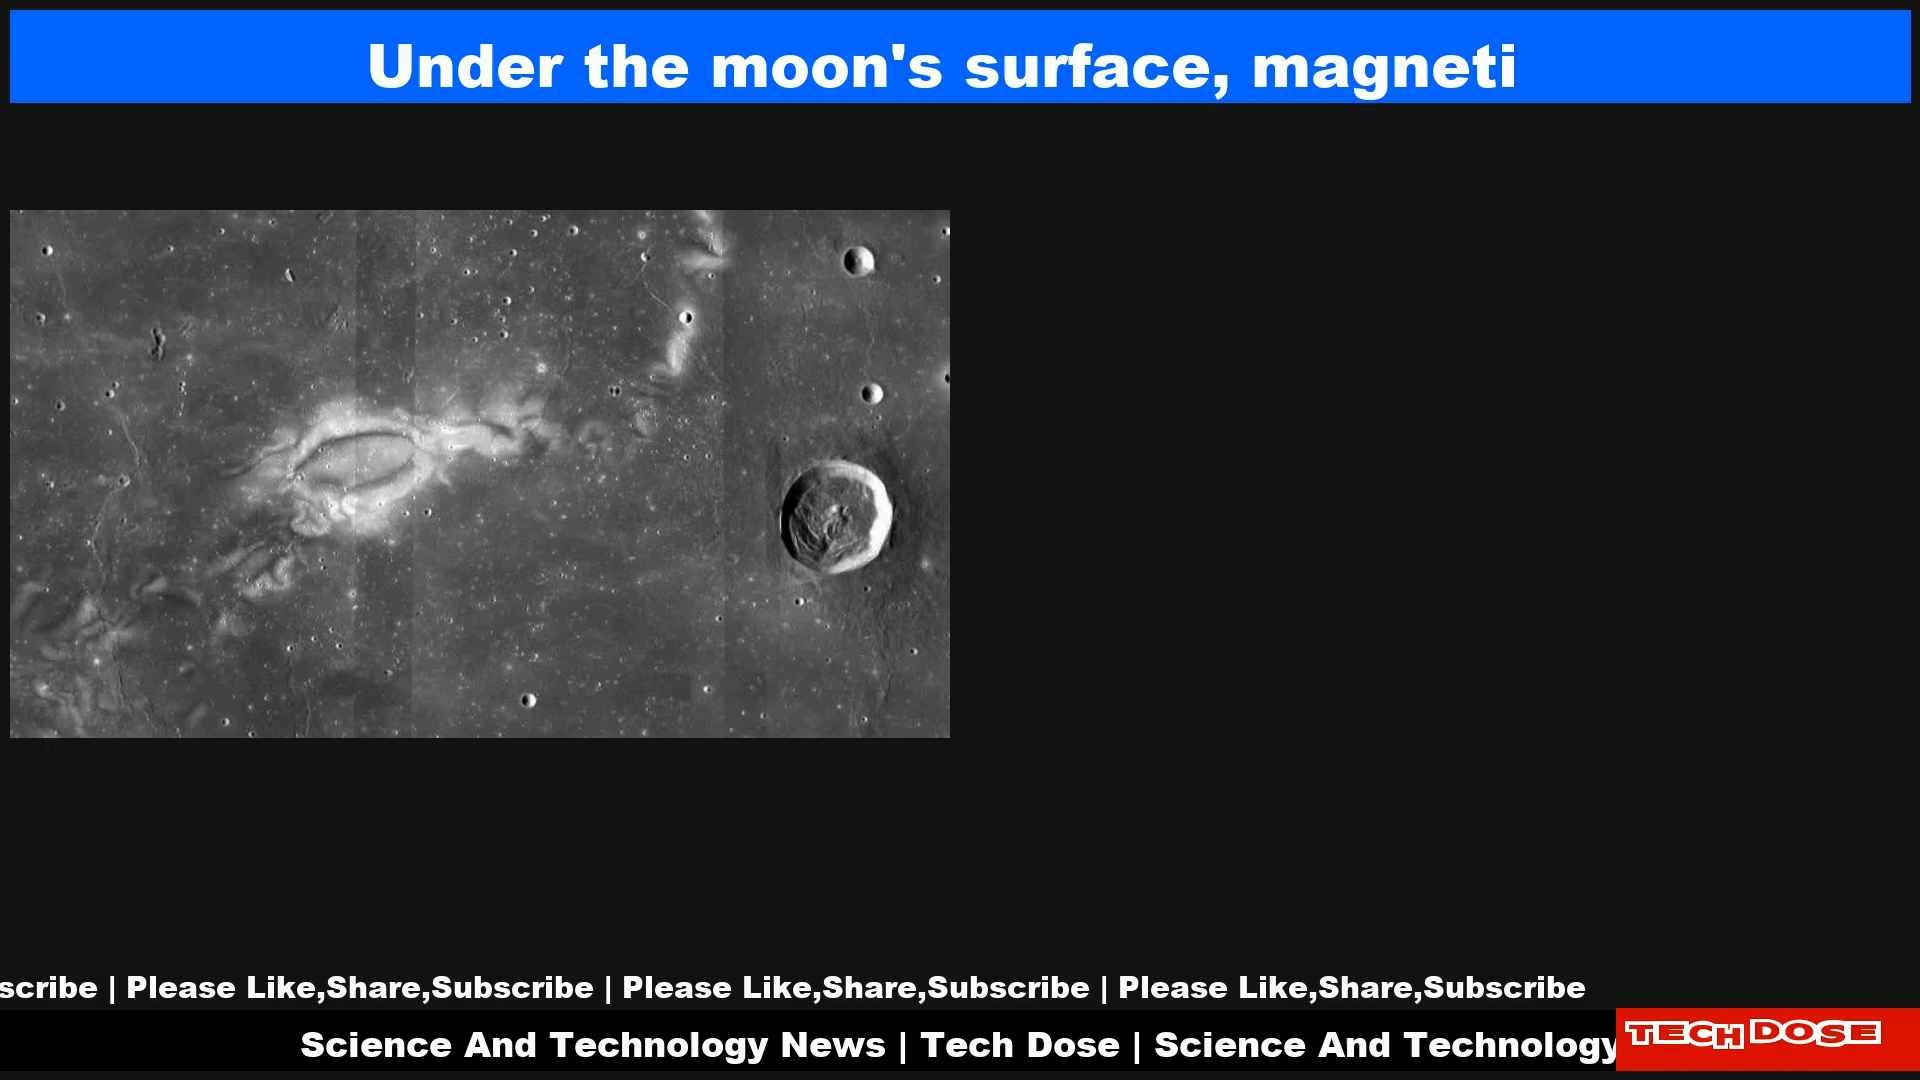 Under the moon's surface, magneti
scribe | Please Like,Share,Subscribe | Please Like,Share,Subscribe | Please Like,Share,Subscribe
Science And Technology News | Tech Dose | Science And Technology
TECH DOSE